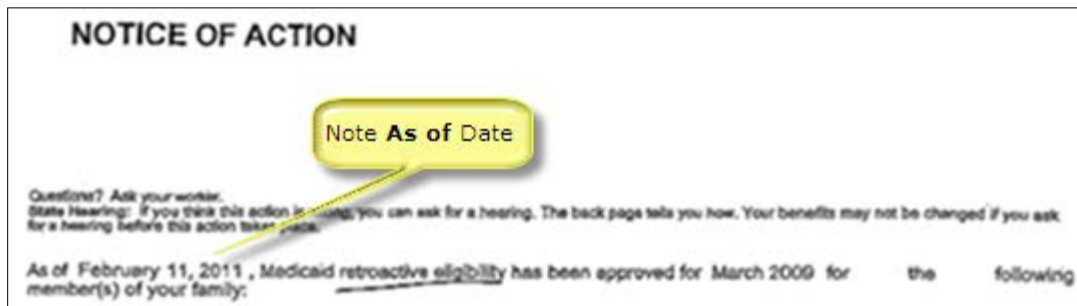 NOTICE OF ACTION
Note As of Date
Questions? Ask your worker.
State Hearing: If you think this action is wrong, you can ask for a hearing. The back page tells you how. Your benefits may not be changed if you ask
for a hearing before this action takes place.
As of February 11, 2011 , Medicaid retroactive eligibility has been approved for March 2009 for the following
member(s) of your family: